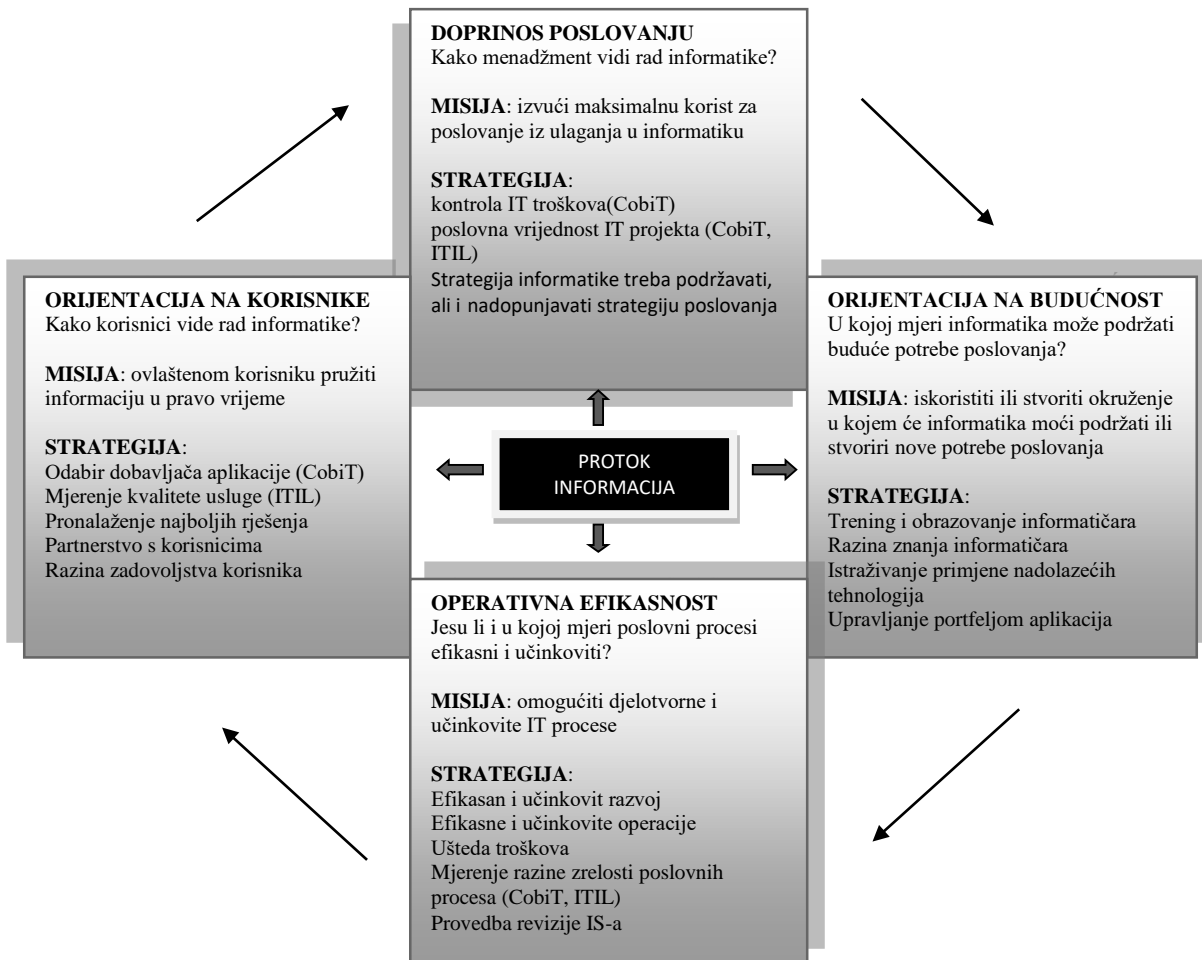 DOPRINOS POSLOVANJU
Kako menadžment vidi rad informatike?
MISIJA: izvući maksimalnu korist za
poslovanje iz ulaganja u informatiku
STRATEGIJA:
kontrola IT troškova(CobiT)
poslovna vrijednost IT projekta (CobiT,
ITIL)
Strategija informatike treba podržavati,
ali i nadopunjavati strategiju poslovanja
ORIJENTACIJA NA KORISNIKE
Kako korisnici vide rad informatike?
MISIJA: ovlaštenom korisniku pružiti
informaciju u pravo vrijeme
STRATEGIJA:
Odabir dobavljača aplikacije (CobiT)
Mjerenje kvalitete usluge (ITIL)
Pronalaženje najboljih rješenja
Partnerstvo s korisnicima
Razina zadovoljstva korisnika
PROTOK
INFORMACIJA
ORIJENTACIJA NA BUDUĆNOST
U kojoj mjeri informatika može podržati
buduće potrebe poslovanja?
MISIJA: iskoristiti ili stvoriti okruženje
u kojem će informatika moći podržati ili
stvoriri nove potrebe poslovanja
STRATEGIJA:
Trening i obrazovanje informatičara
Razina znanja informatičara
Istraživanje primjene nadolazećih
tehnologija
Upravljanje portfeljom aplikacija
OPERATIVNA EFIKASNOST
Jesu li i u kojoj mjeri poslovni procesi
efikasni i učinkoviti?
MISIJA: omogućiti djelotvorne i
učinkovite IT procese
STRATEGIJA:
Efikasan i učinkovit razvoj
Efikasne i učinkovite operacije
Ušteda troškova
Mjerenje razine zrelosti poslovnih
procesa (CobiT, ITIL)
Provedba revizije IS-a